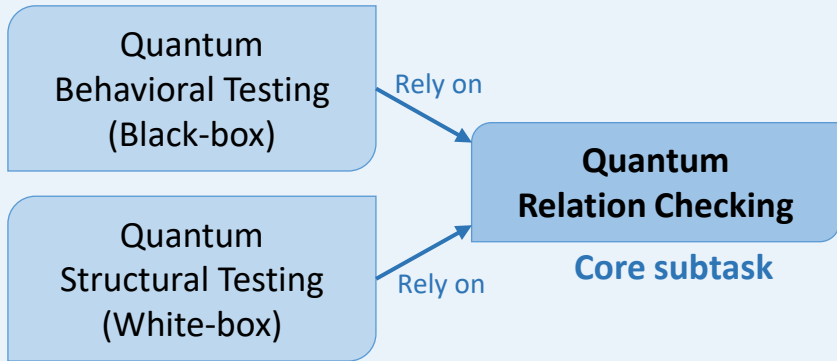 Quantum
Behavioral Testing
(Black-box)
Rely on
Quantum
Relation Checking
Core subtask
Quantum
Structural Testing
(White-box)
Rely on